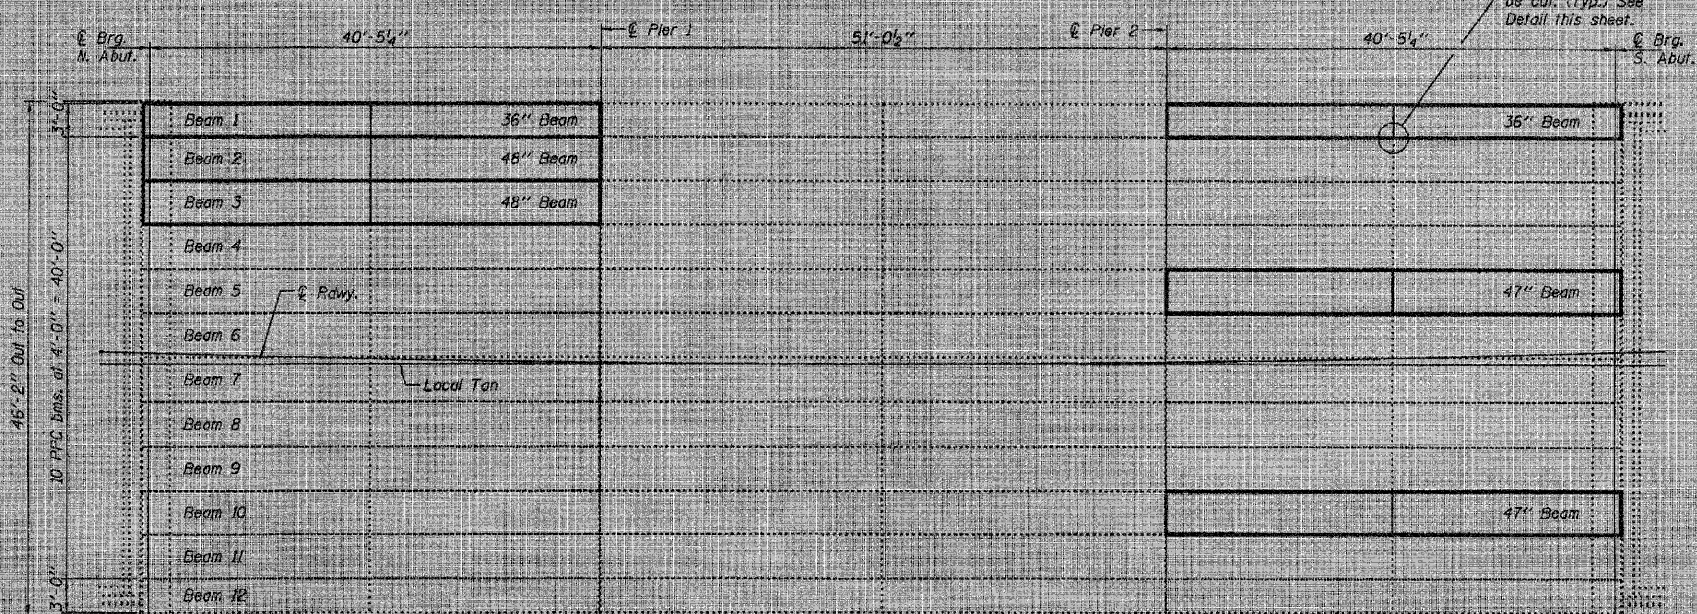 be cut. (Typ.) See
Detail this sheet.
℄ Brg.
N. Abut.
40'-5¼"
℄ Pier 1
51'-0½"
℄ Pier 2
40'-5¼"
℄ Brg.
S. Abut.
3'-0"
Beam 1
36" Beam
36" Beam
Beam 2
48" Beam
Beam 3
48" Beam
Beam 4
Beam 5
℄ Rdwy.
47" Beam
Beam 6
Beam 7
Local Tan
46'-2" Out to Out
10 PPC bms. at 4'-0" = 40'-0"
Beam 8
Beam 9
Beam 10
47" Beam
Beam 11
3'-0"
Beam 12